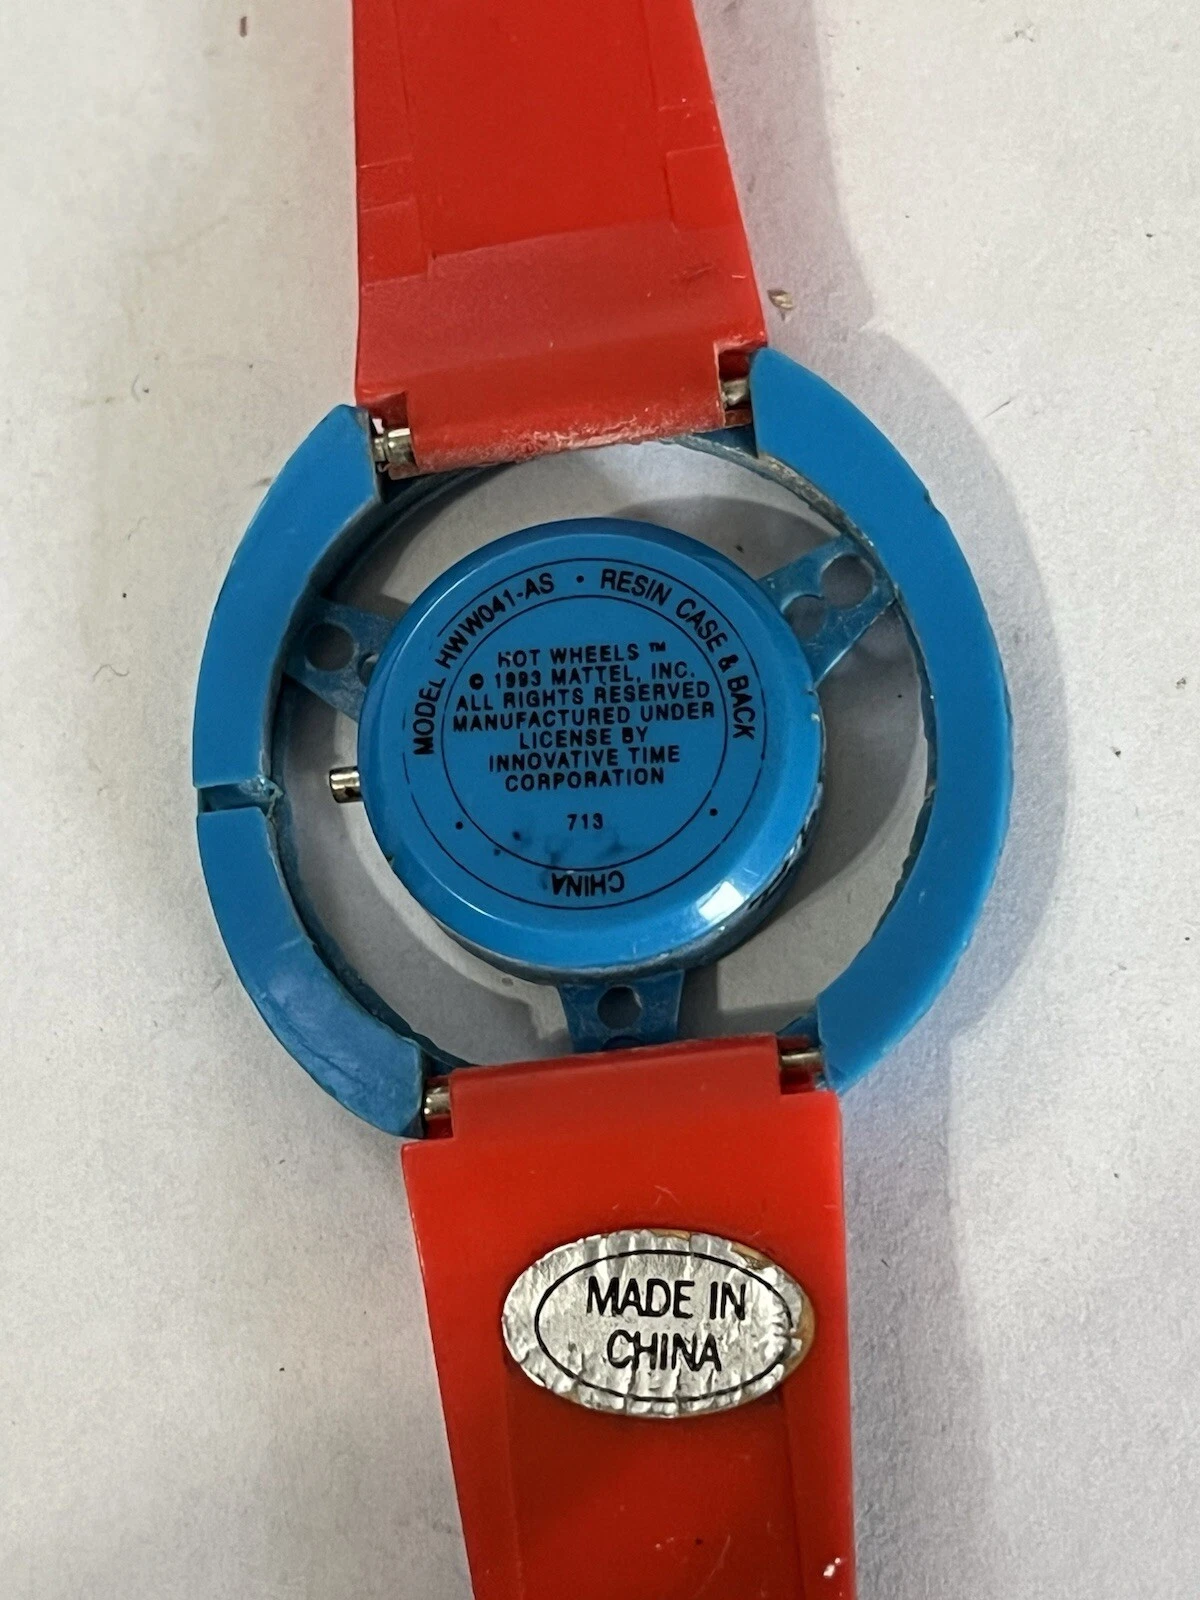 MODEL HWW041-AS • RESIN CASE & BACK
HOT WHEELS ™
© 1993 MATTEL, INC.
ALL RIGHTS RESERVED
MANUFACTURED UNDER
LICENSE BY
INNOVATIVE TIME
CORPORATION
713
CHINA
MADE IN
CHINA